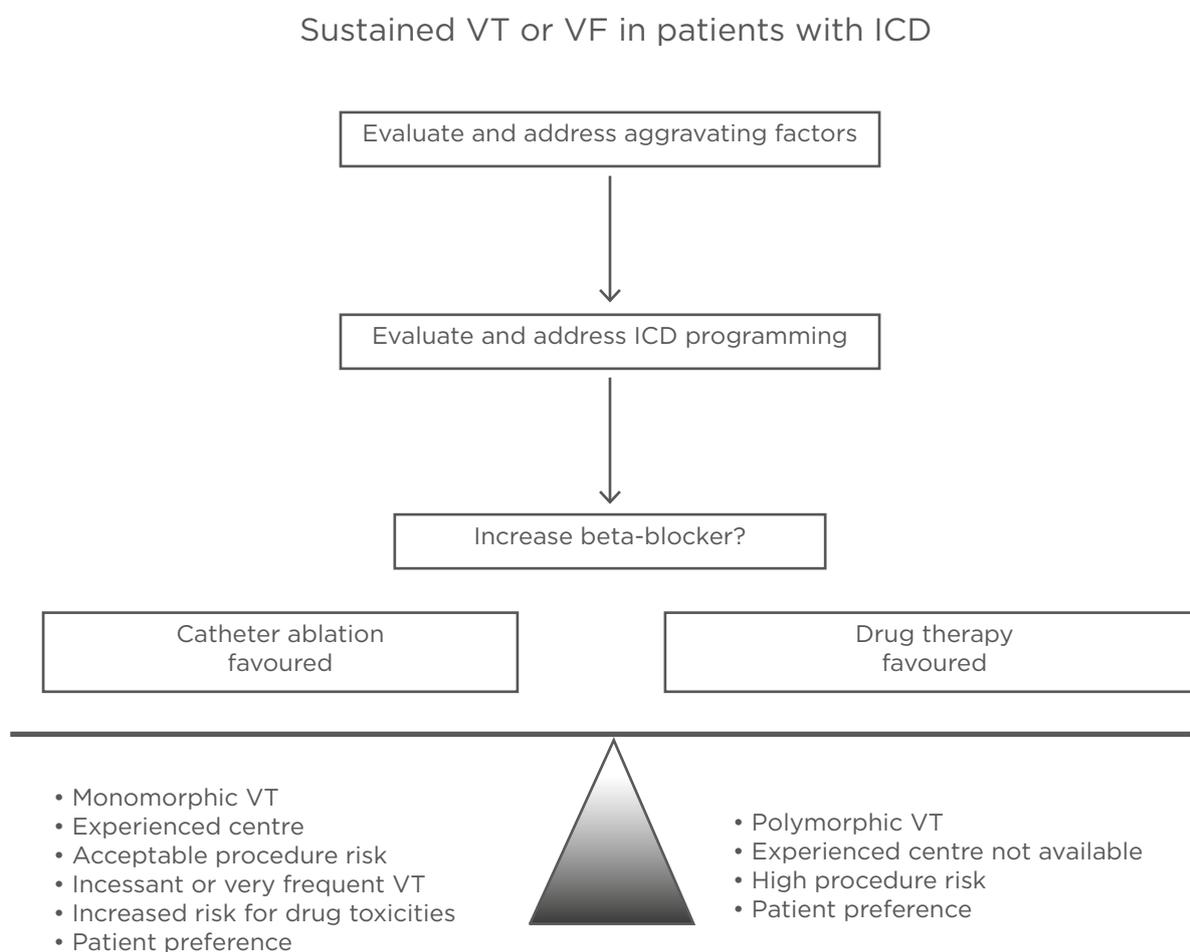 Sustained VT or VF in patients with ICD
Evaluate and address aggravating factors
Evaluate and address ICD programming
Increase beta-blocker?
Catheter ablation
favoured
Drug therapy
favoured
• Monomorphic VT
• Experienced centre
• Acceptable procedure risk
• Incessant or very frequent VT
• Increased risk for drug toxicities
• Patient preference
• Polymorphic VT
• Experienced centre not available
• High procedure risk
• Patient preference